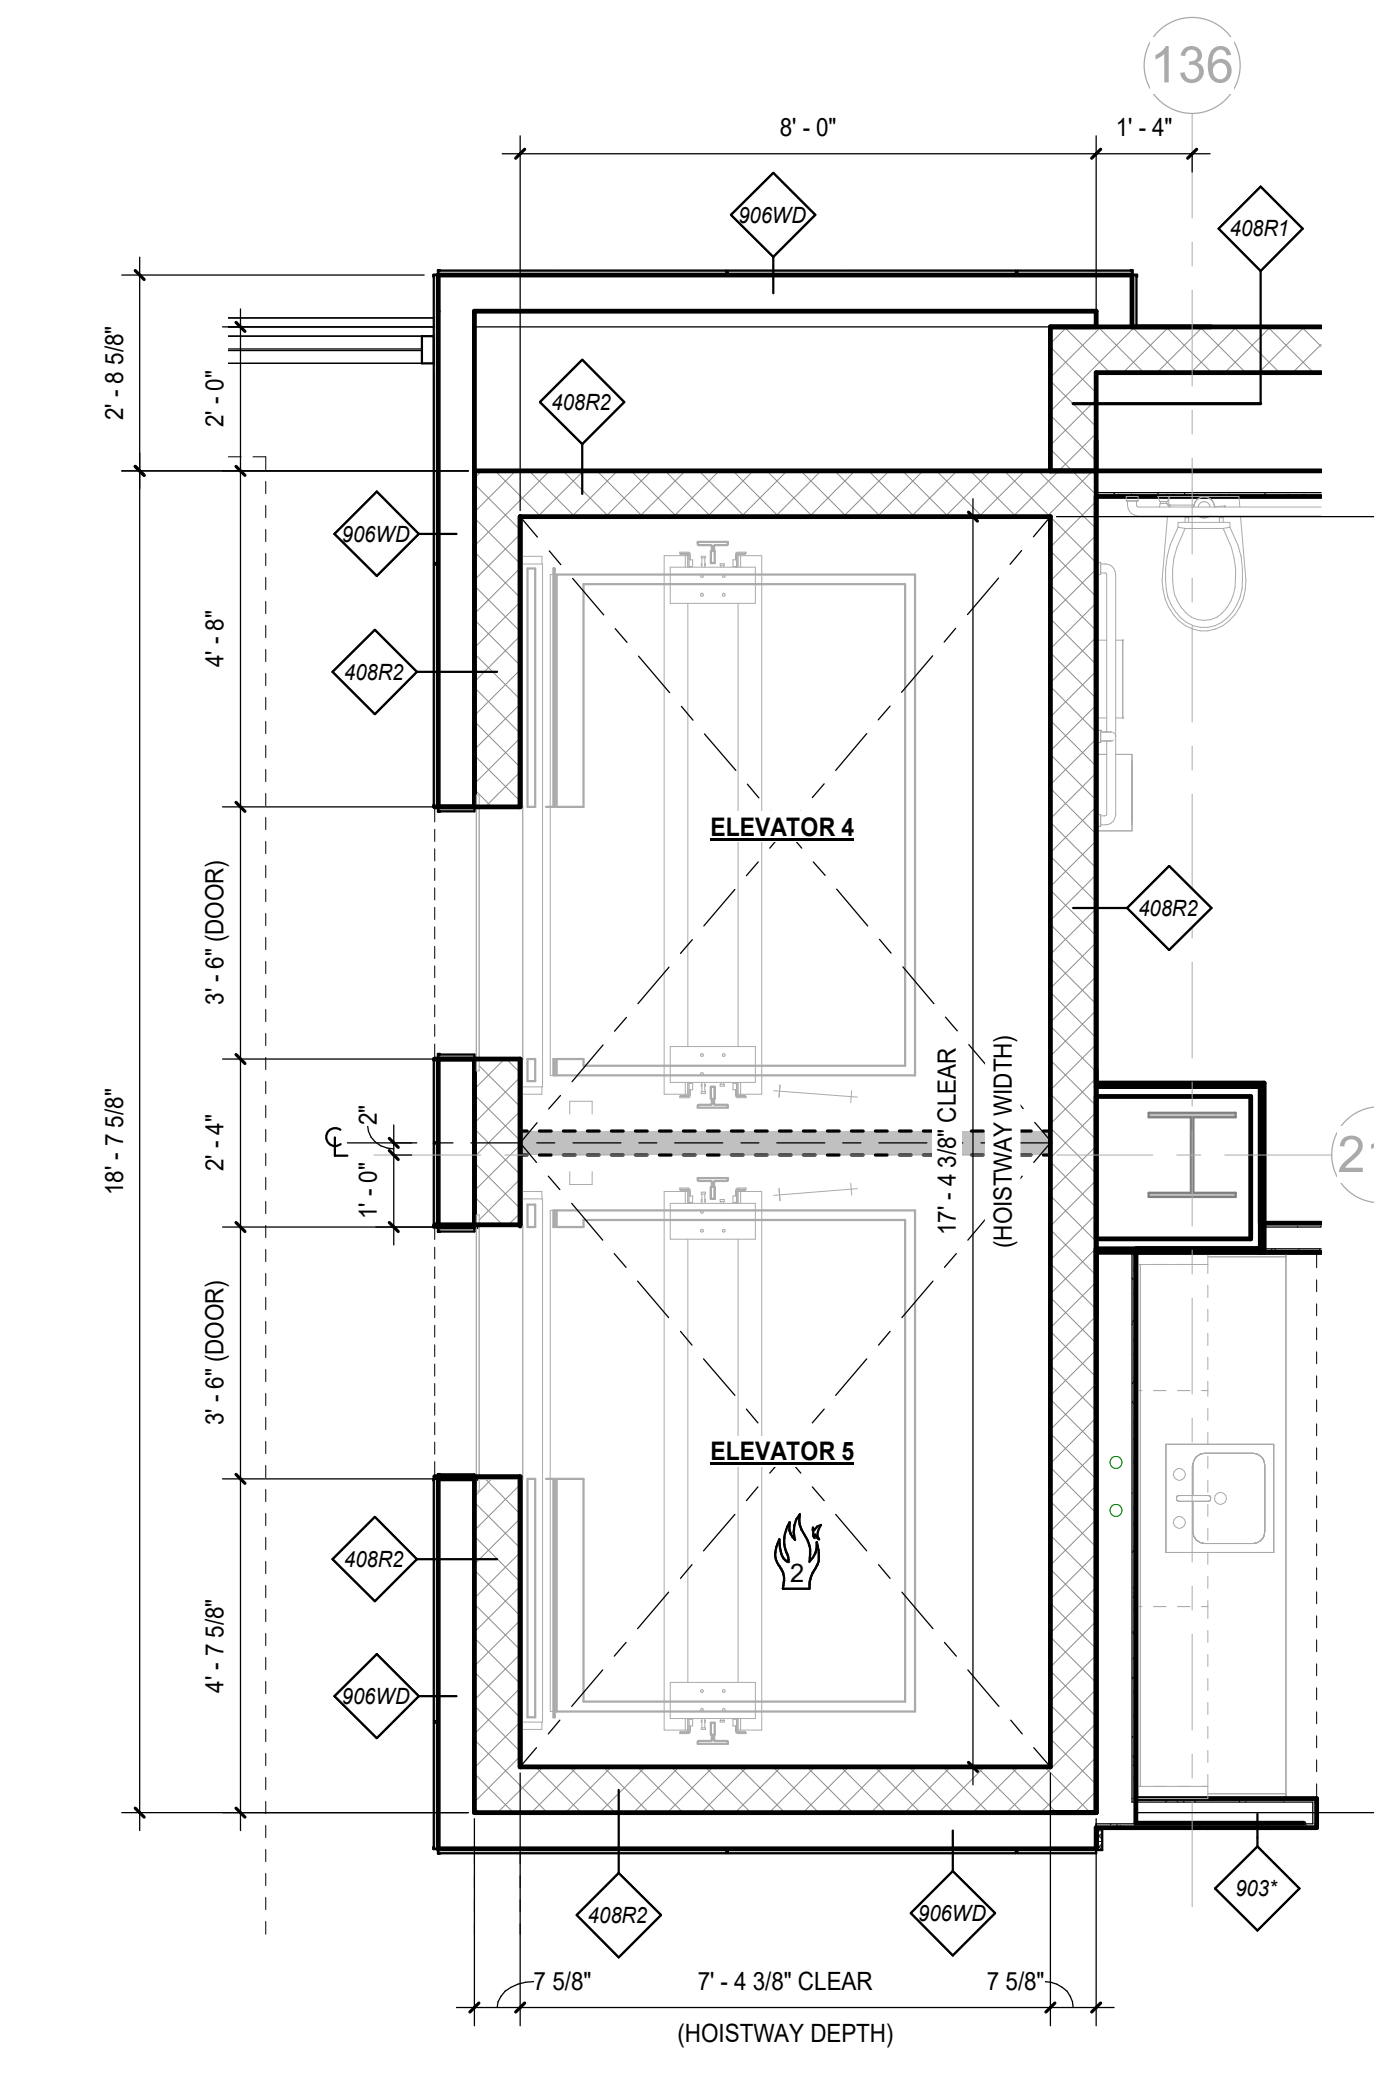 136
8' - 0"
1' - 4"
906WD
408R1
2' - 8 5/8"
2' - 0"
408R2
906WD
4' - 8"
408R2
ELEVATOR 4
3' - 6" (DOOR)
408R2
17' - 4 3/8" CLEAR
(HOISTWAY WIDTH)
18' - 7 5/8"
2' - 4"
2"
1' - 0"
3' - 6" (DOOR)
ELEVATOR 5
2
408R2
4' - 7 5/8"
906WD
408R2
906WD
903*
7 5/8"
7' - 4 3/8" CLEAR
7 5/8"
(HOISTWAY DEPTH)